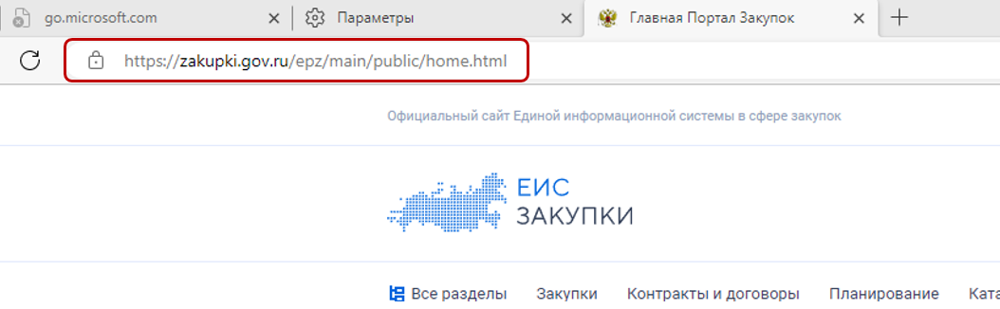 go.microsoft.com
Параметры
Главная Портал Закупок
https://zakupki.gov.ru/epz/main/public/home.html
Официальный сайт Единой информационной системы в сфере закупок
ЕИС
ЗАКУПКИ
Все разделы Закупки Контракты и договоры Планирование Ката